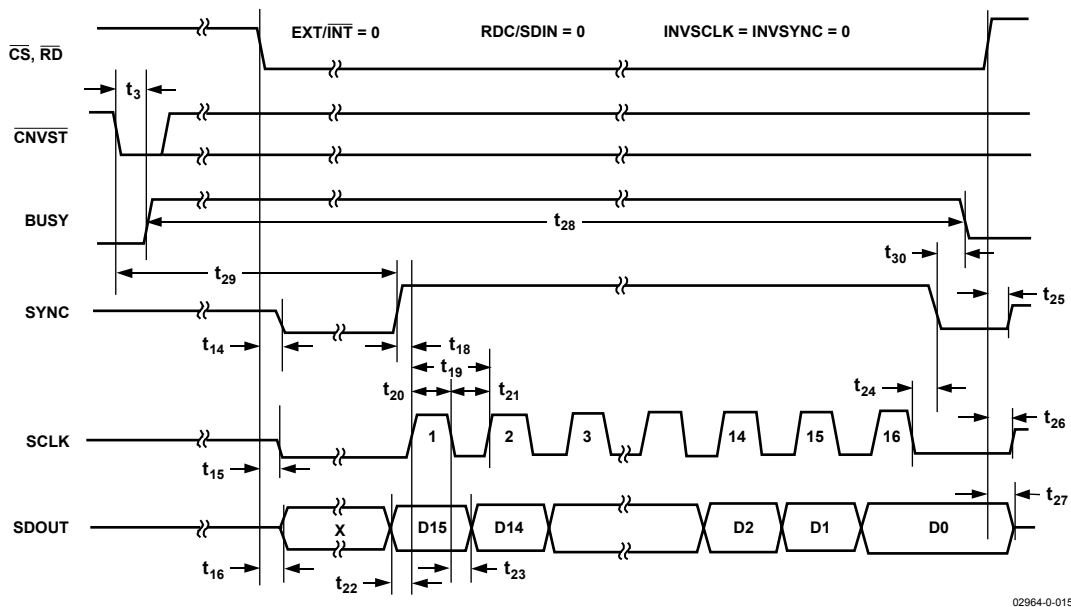 EXT/INT = 0 RDC/SDIN = 0 INVSCLK = INVSYNC = 0
CS, RD
t3
CNVST
BUSY
t28
t30
t29
t25
SYNC
t14
t18
t19
t20
t21
t24
t26
SCLK
1 2 3 14 15 16
t15
t27
SDOUT
X D15 D14 D2 D1 D0
t16
t22
t23
02964-0-015